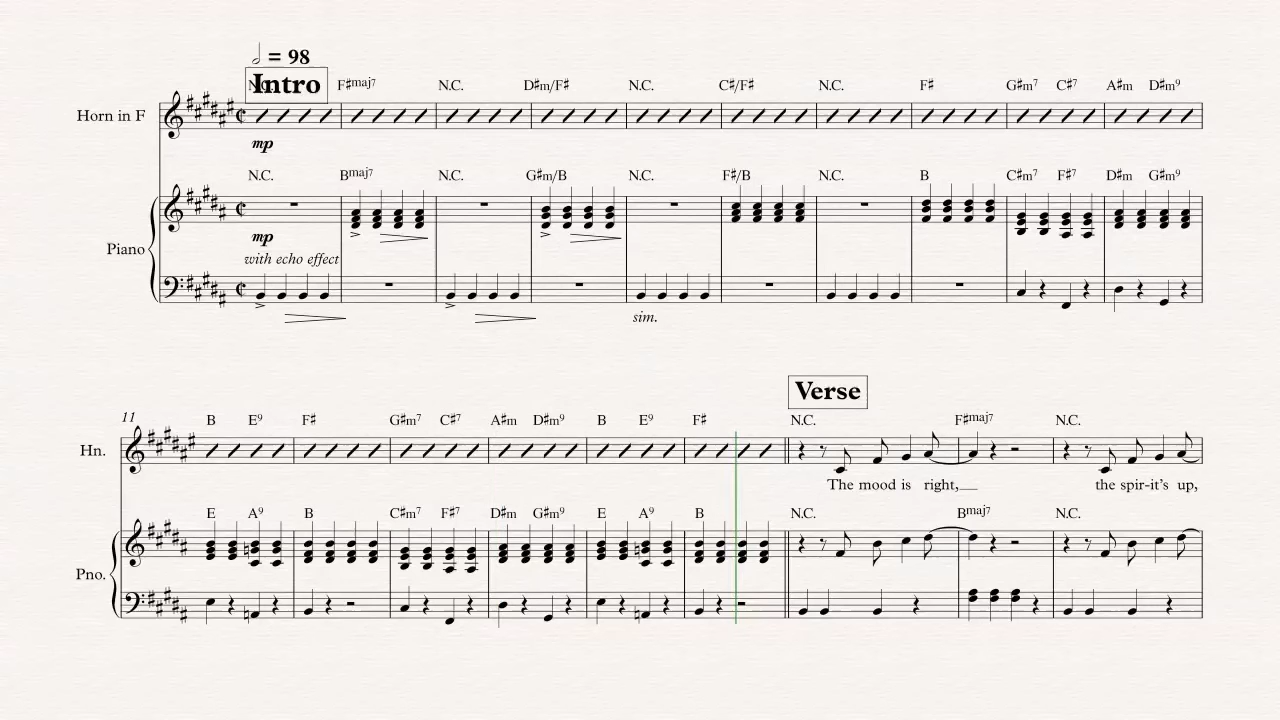 = 98
Intro
N.C. F♯maj7 N.C. D♯m/F♯ N.C. C♯/F♯ N.C. F♯ G♯m7 C♯7 A♯m D♯m9
Horn in F
mp
N.C. Bmaj7 N.C. G♯m/B N.C. F♯/B N.C. B C♯m7 F♯7 D♯m G♯m9
mp
Piano
with echo effect
sim.
Verse
11
B E9 F♯ G♯m7 C♯7 A♯m D♯m9 B E9 F♯ N.C. F♯maj7 N.C.
Hn.
The mood is right, the spir-it's up,
E A9 B C♯m7 F♯7 D♯m G♯m9 E A9 B N.C. Bmaj7 N.C.
Pno.